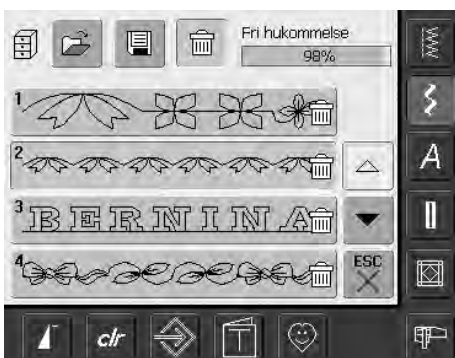 Fri hukommelse
98%
1
2
3 BERNINA
4
ESC
A
clr
T